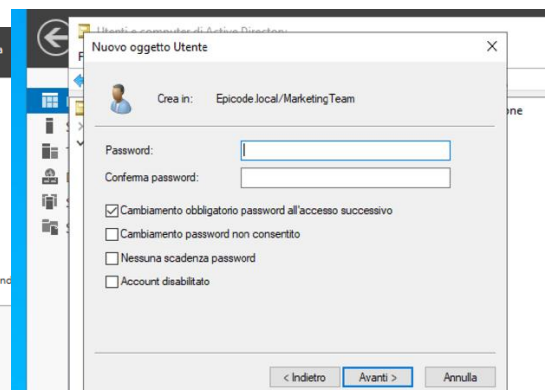 Utenti e computer di Active Directory
Nuovo oggetto Utente
Crea in: Epicode.local/MarketingTeam
Password:
Conferma password:
Cambiamento obbligatorio password all'accesso successivo
Cambiamento password non consentito
Nessuna scadenza password
Account disabilitato
< Indietro Avanti > Annulla